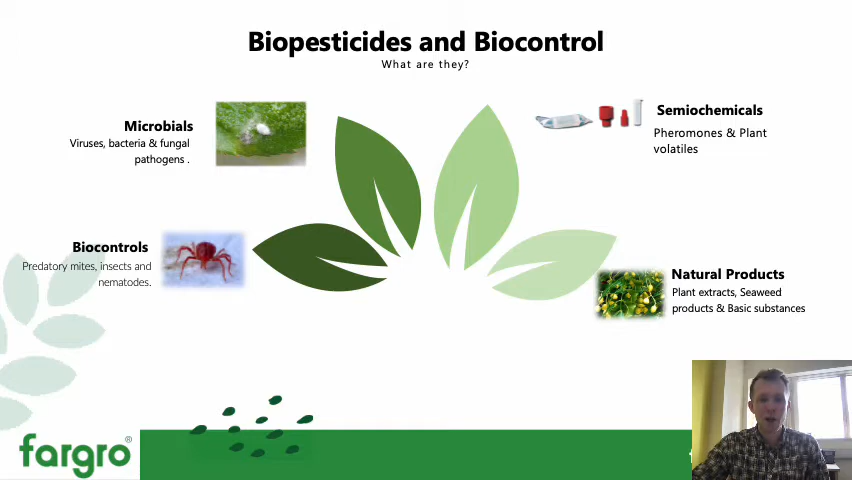 Biopesticides and Biocontrol
What are they?
Microbials
Viruses, bacteria & fungal
pathogens .
Semiochemicals
Pheromones & Plant
volatiles
Biocontrols
Predatory mites, insects and
nematodes.
Natural Products
Plant extracts, Seaweed
products & Basic substances
fargro®